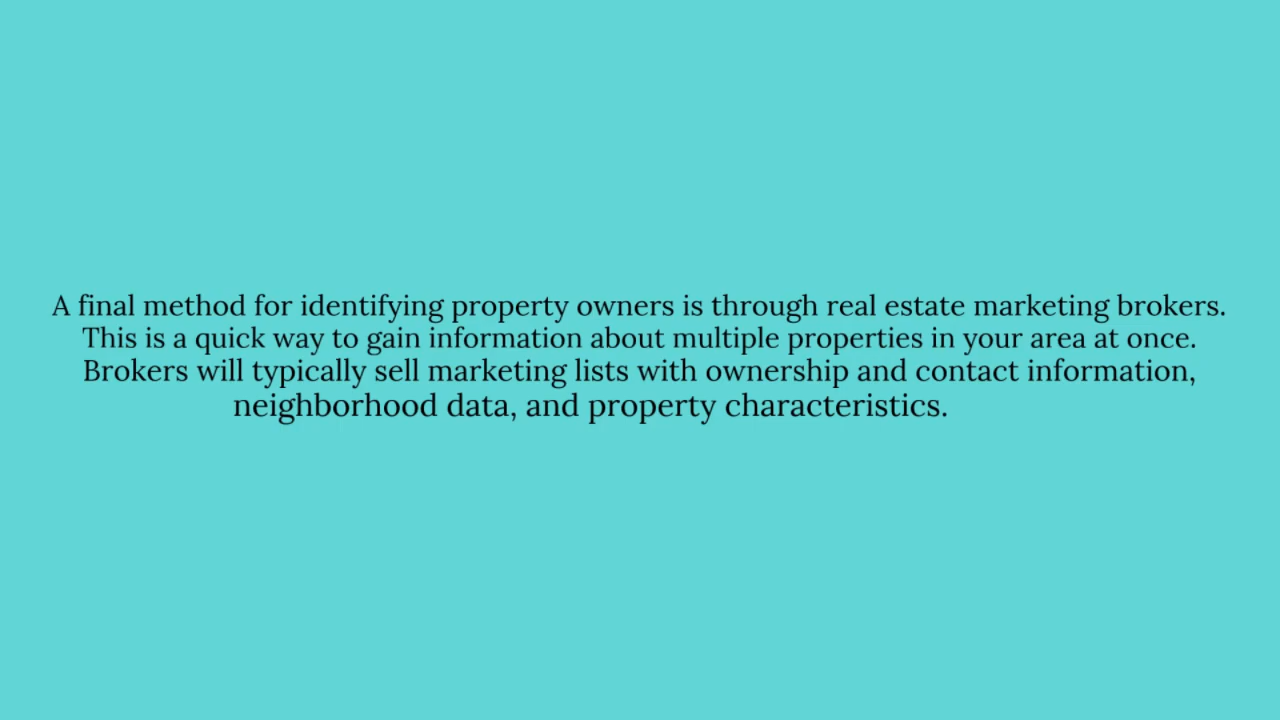 A final method for identifying property owners is through real estate marketing brokers.
This is a quick way to gain information about multiple properties in your area at once.
Brokers will typically sell marketing lists with ownership and contact information,
neighborhood data, and property characteristics.